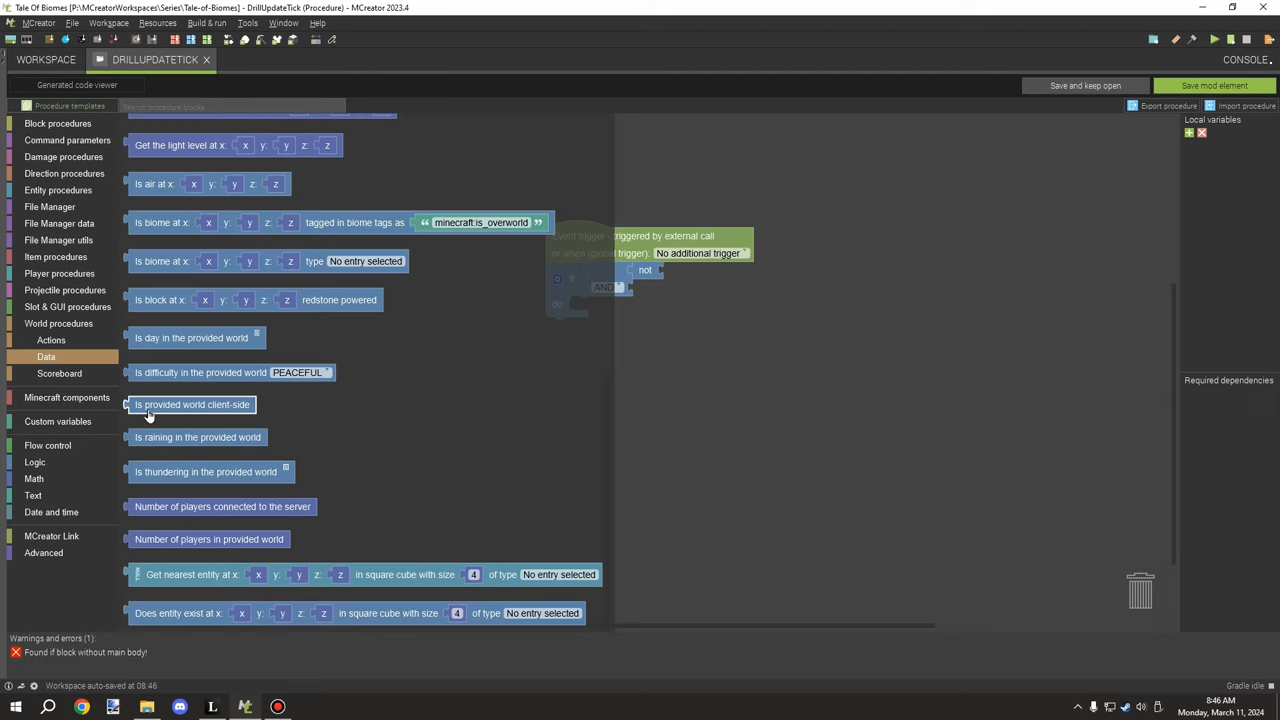 Tale Of Biomes [P:\MCreatorWorkspaces\Series\Tale-of-Biomes] - DrillUpdateTick (Procedure) - MCreator 2023.4
MCreator File Workspace Resources Build & run Tools Window Help
WORKSPACE DRILLUPDATETICK CONSOLE
Generated code viewer Save and keep open Save mod element
Procedure templates Search procedure blocks Export procedure Import procedure
Block procedures
Command parameters
Damage procedures
Direction procedures
Entity procedures
File Manager
File Manager data
File Manager utils
Item procedures
Player procedures
Projectile procedures
Slot & GUI procedures
World procedures
Actions
Data
Scoreboard
Minecraft components
Custom variables
Flow control
Logic
Math
Text
Date and time
MCreator Link
Advanced
Get the light level at x: x y: y z: z
Is air at x: x y: y z: z
Is biome at x: x y: y z: z tagged in biome tags as “ minecraft:is_overworld ”
Is biome at x: x y: y z: z type No entry selected
Is block at x: x y: y z: z redstone powered
Is day in the provided world
Is difficulty in the provided world PEACEFUL
Is provided world client-side
Is raining in the provided world
Is thundering in the provided world
Number of players connected to the server
Number of players in provided world
Get nearest entity at x: x y: y z: z in square cube with size 4 of type No entry selected
Does entity exist at x: x y: y z: z in square cube with size 4 of type No entry selected
Event trigger - triggered by external call
or when (global trigger): No additional trigger
if not
AND
do
Local variables
Required dependencies
Warnings and errors (1):
Found if block without main body!
Workspace auto-saved at 08:46 Gradle idle
8:46 AM
Monday, March 11, 2024